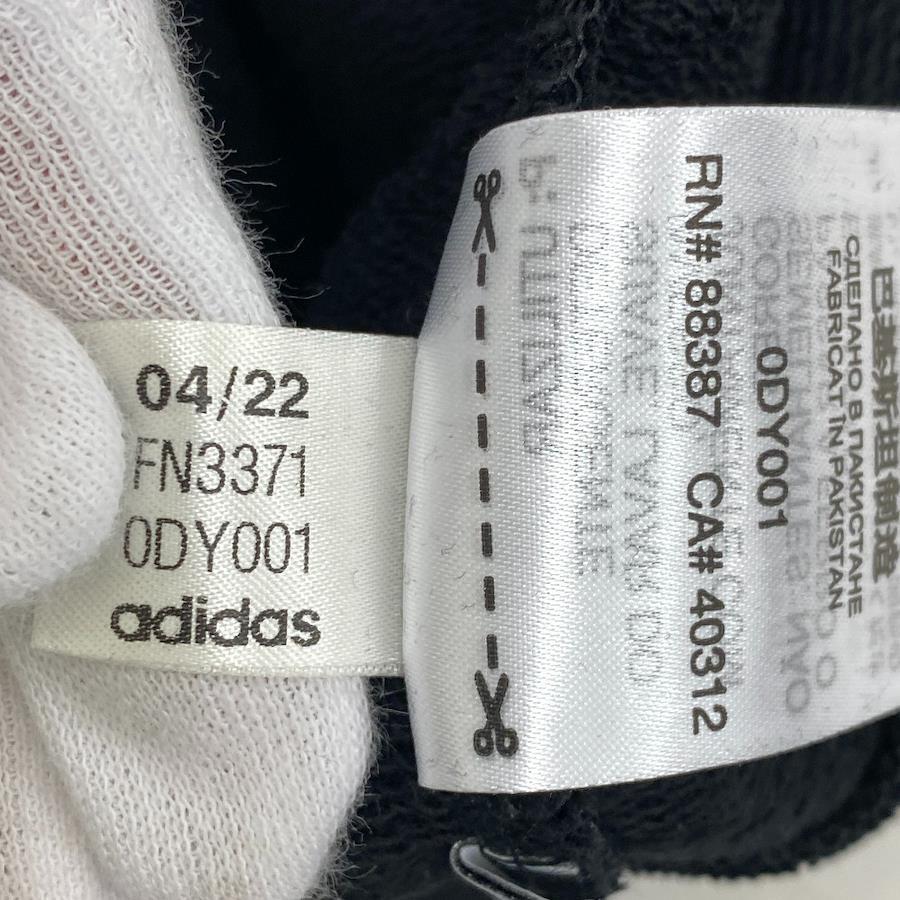 04/22
FN3371
0DY001
adidas
巴基斯坦制造
СДЕЛАНО В ПАКИСТАНЕ
FABRICAT ÎN PAKISTAN
0DY001
RN# 88387 CA# 40312